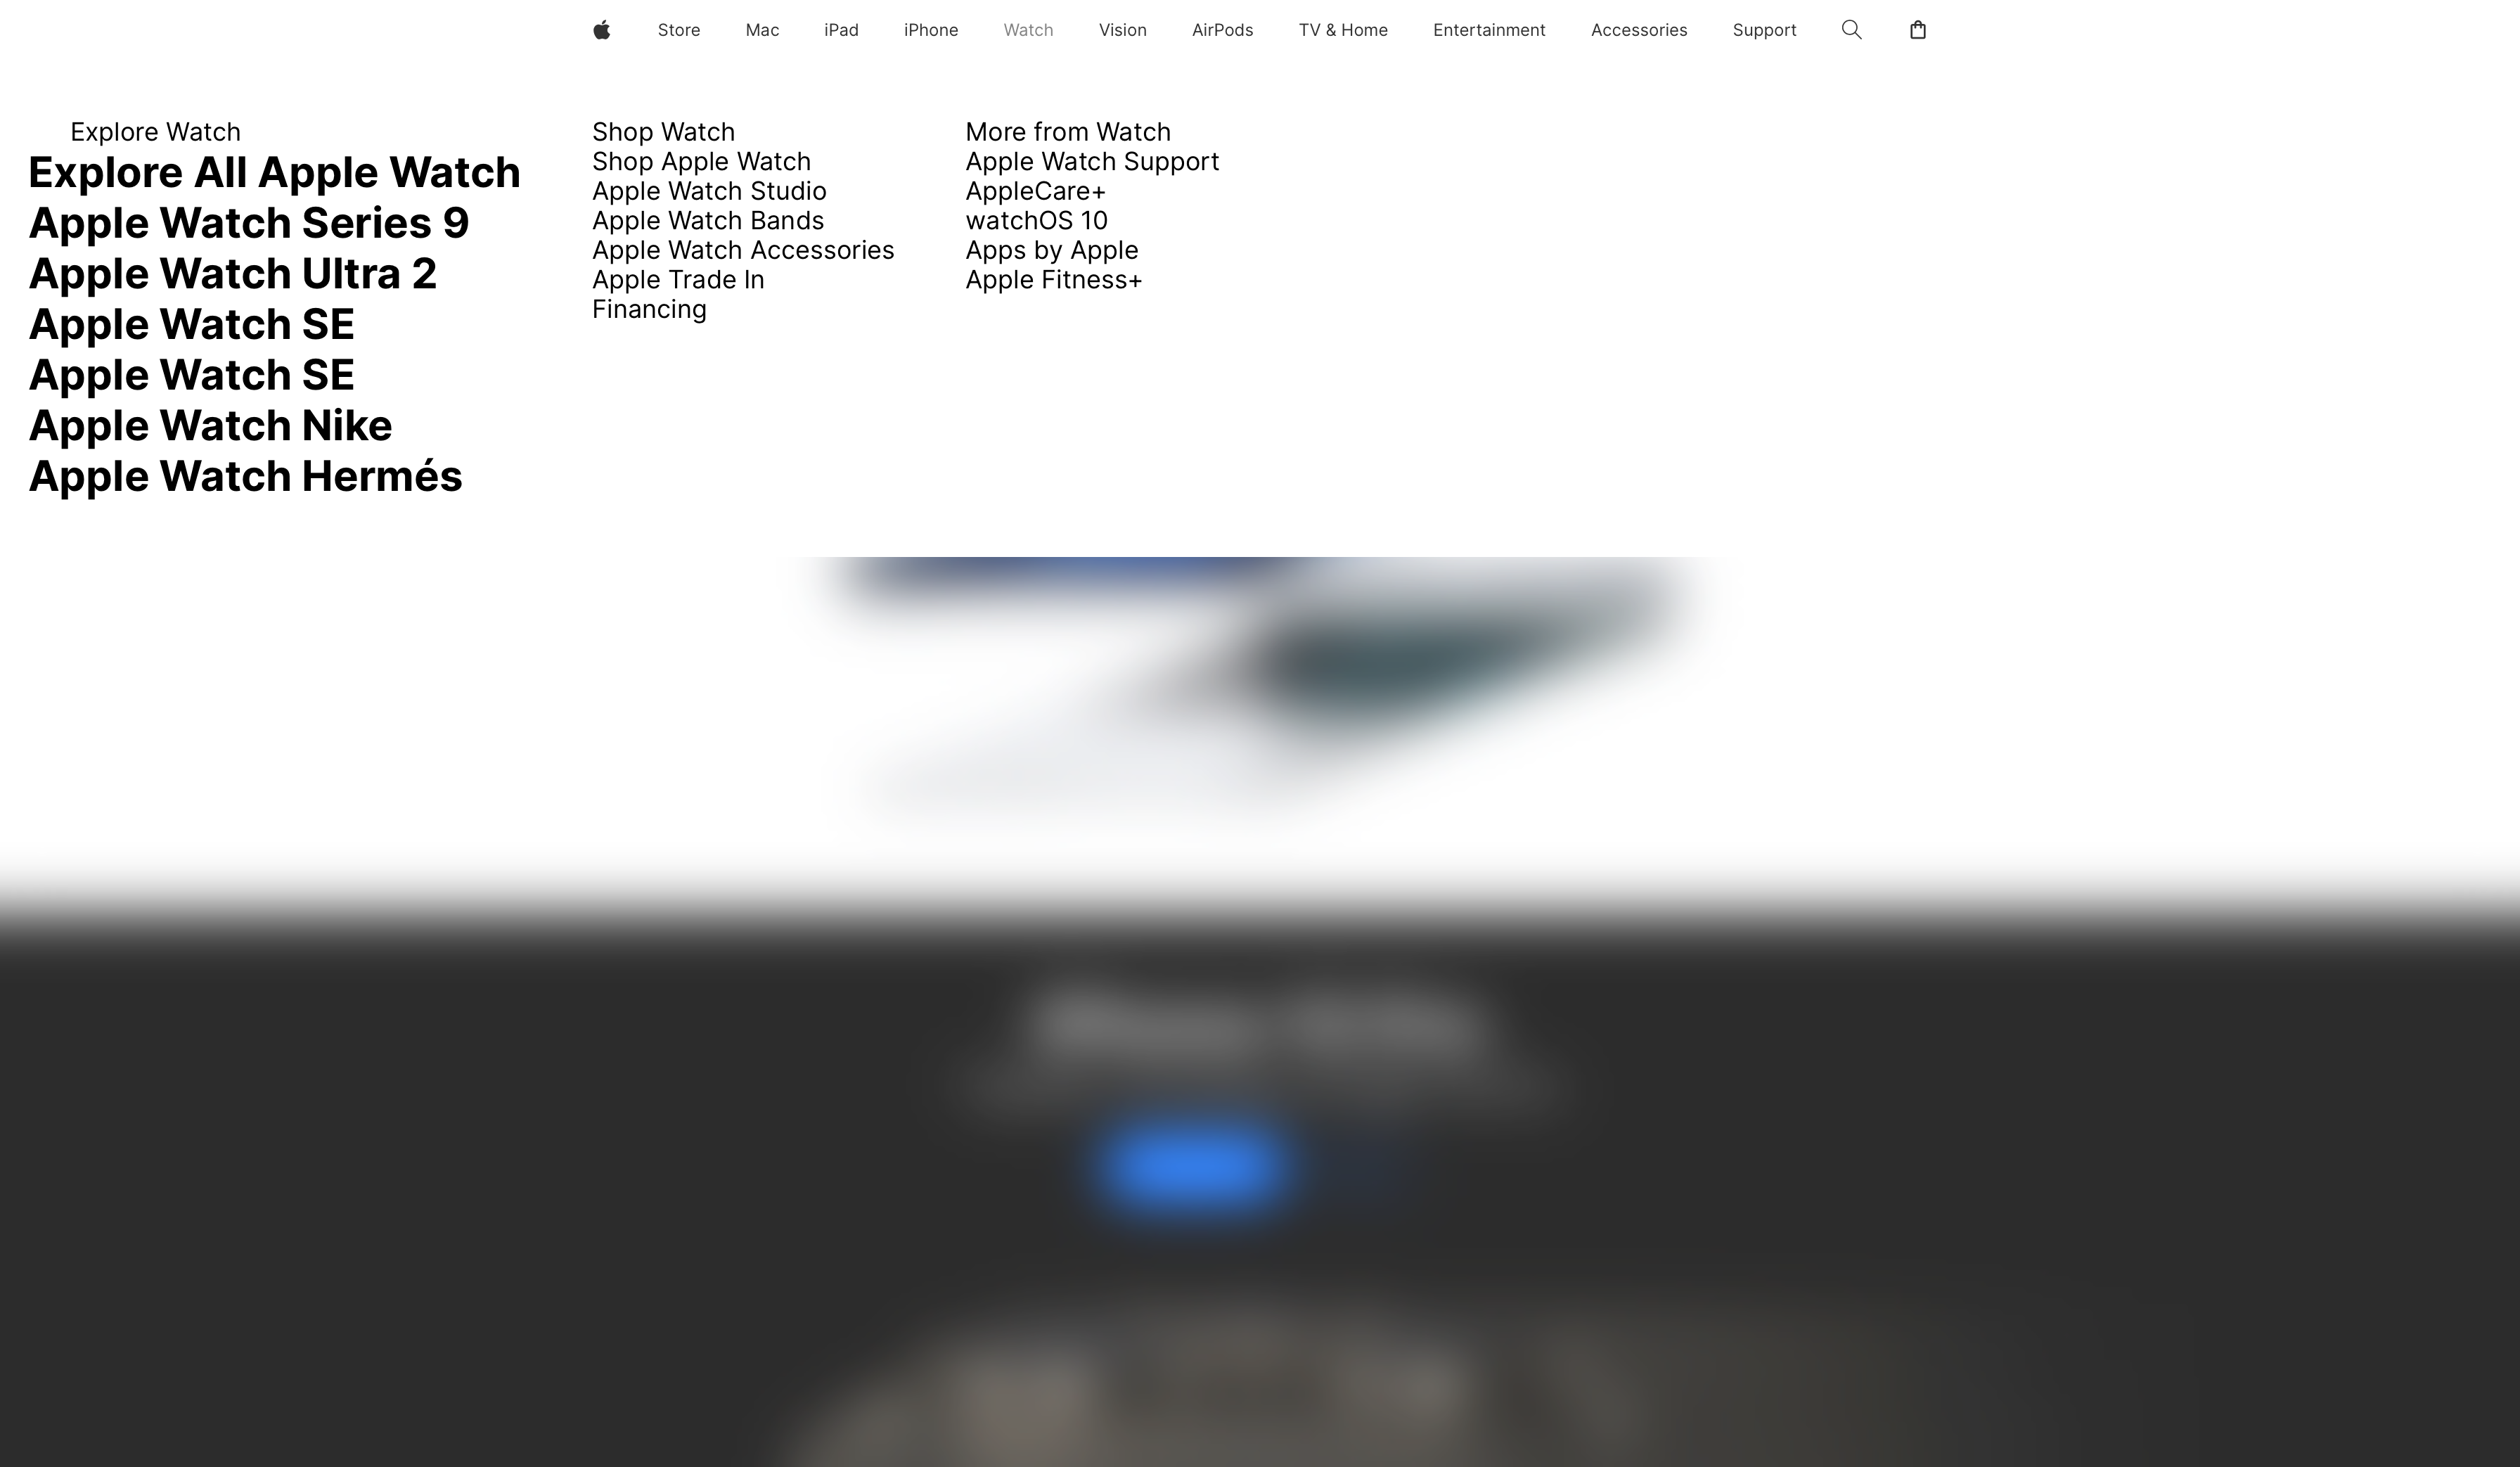 Store Mac iPad iPhone Watch Vision AirPods TV & Home Entertainment Accessories Support
Explore Watch
Explore All Apple Watch
Apple Watch Series 9
Apple Watch Ultra 2
Apple Watch SE
Apple Watch SE
Apple Watch Nike
Apple Watch Hermés
Shop Watch
Shop Apple Watch
Apple Watch Studio
Apple Watch Bands
Apple Watch Accessories
Apple Trade In
Financing
More from Watch
Apple Watch Support
AppleCare+
watchOS 10
Apps by Apple
Apple Fitness+